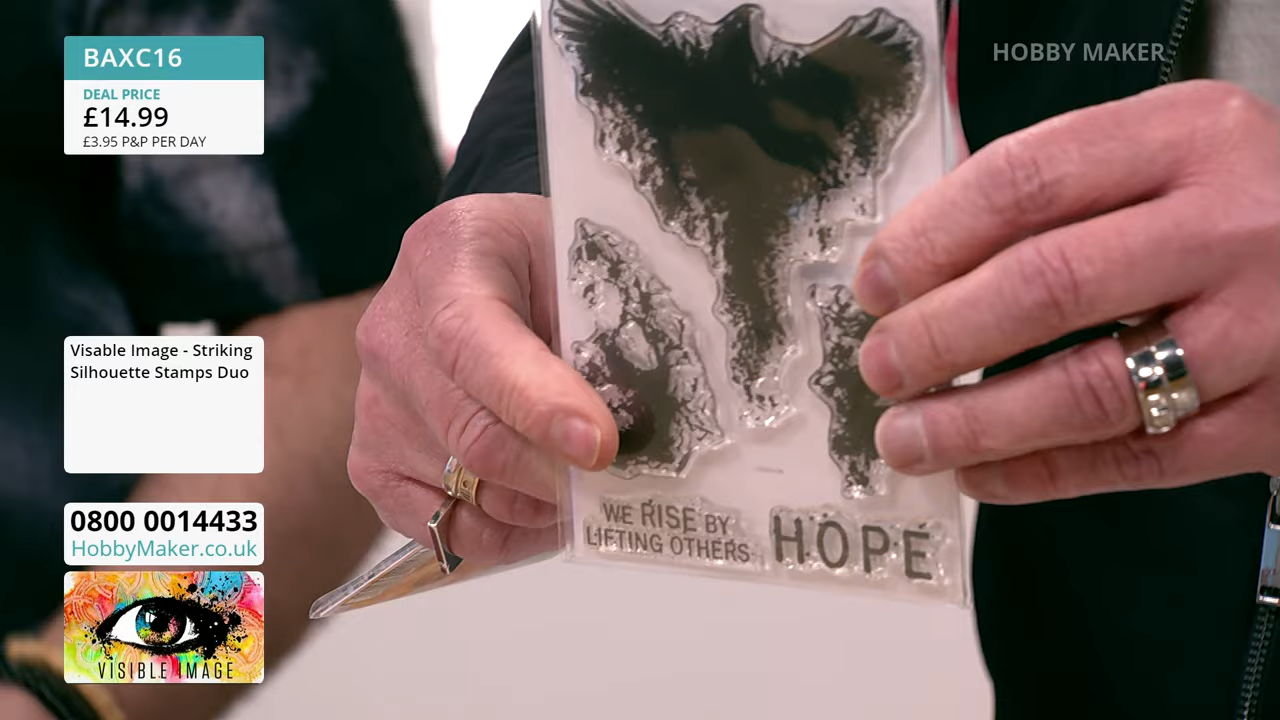 BAXC16
DEAL PRICE
£14.99
£3.95 P&P PER DAY
HOBBY MAKER
Visable Image - Striking
Silhouette Stamps Duo
0800 0014433
HobbyMaker.co.uk
VISIBLE IMAGE
WE RISE BY
LIFTING OTHERS
HOPE